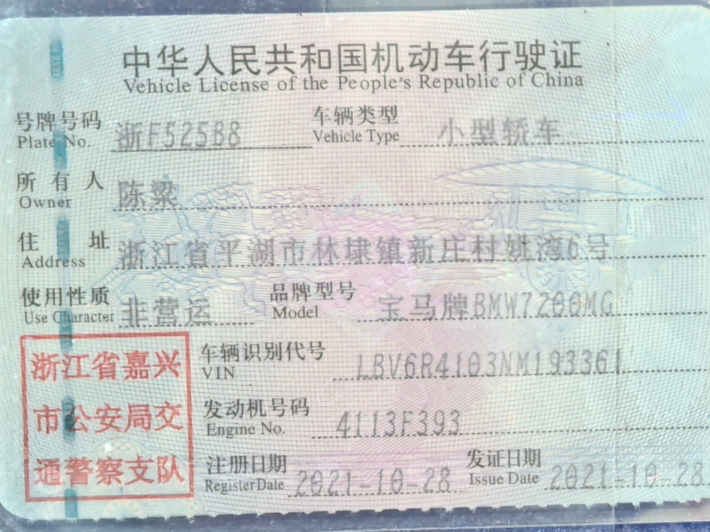 中华人民共和国机动车行驶证
Vehicle License of the People's Republic of China
号牌号码 浙F525B8 车辆类型 小型轿车
Plate No. Vehicle Type
所有人 陈梁
Owner
住址 浙江省平湖市林埭镇新庄村姚湾6号
Address
使用性质 非营运 品牌型号 宝马牌BMW7200MG
Use Character Model
浙江省嘉兴
市公安局交
通警察支队
车辆识别代号 LBV6R4103NM193361
VIN
发动机号码 4113F393
Engine No.
注册日期 2021-10-28 发证日期 2021-10-28
Register Date Issue Date